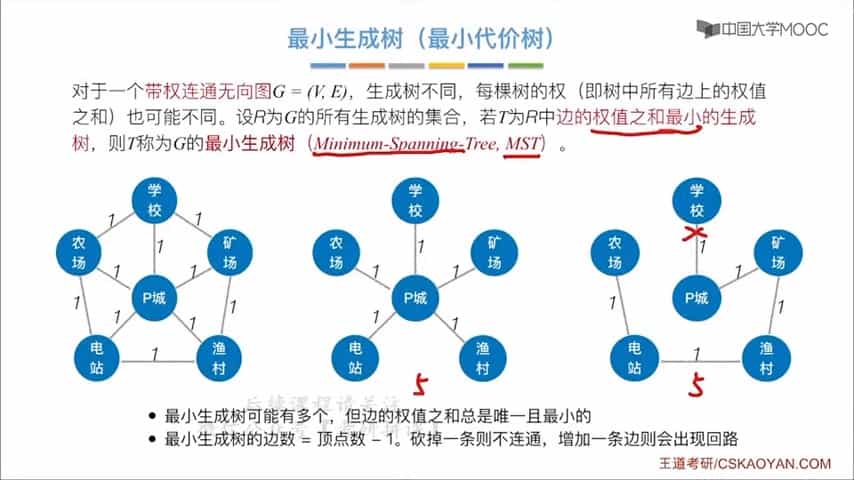 最小生成树（最小代价树）
中国大学MOOC
对于一个带权连通无向图G = (V, E)，生成树不同，每棵树的权（即树中所有边上的权值
之和）也可能不同。设R为G的所有生成树的集合，若T为R中边的权值之和最小的生成
树，则T称为G的最小生成树（Minimum-Spanning-Tree, MST）。
学校
农场
矿场
P城
电站
渔村
1
1
1
1
1
1
1
1
1
1
学校
农场
矿场
P城
电站
渔村
1
1
1
1
1
5
学校
农场
矿场
P城
电站
渔村
1
1
1
1
1
5
• 最小生成树可能有多个，但边的权值之和总是唯一且最小的
• 最小生成树的边数 = 顶点数 − 1。砍掉一条则不连通，增加一条边则会出现回路
王道考研/CSKAOYAN.COM